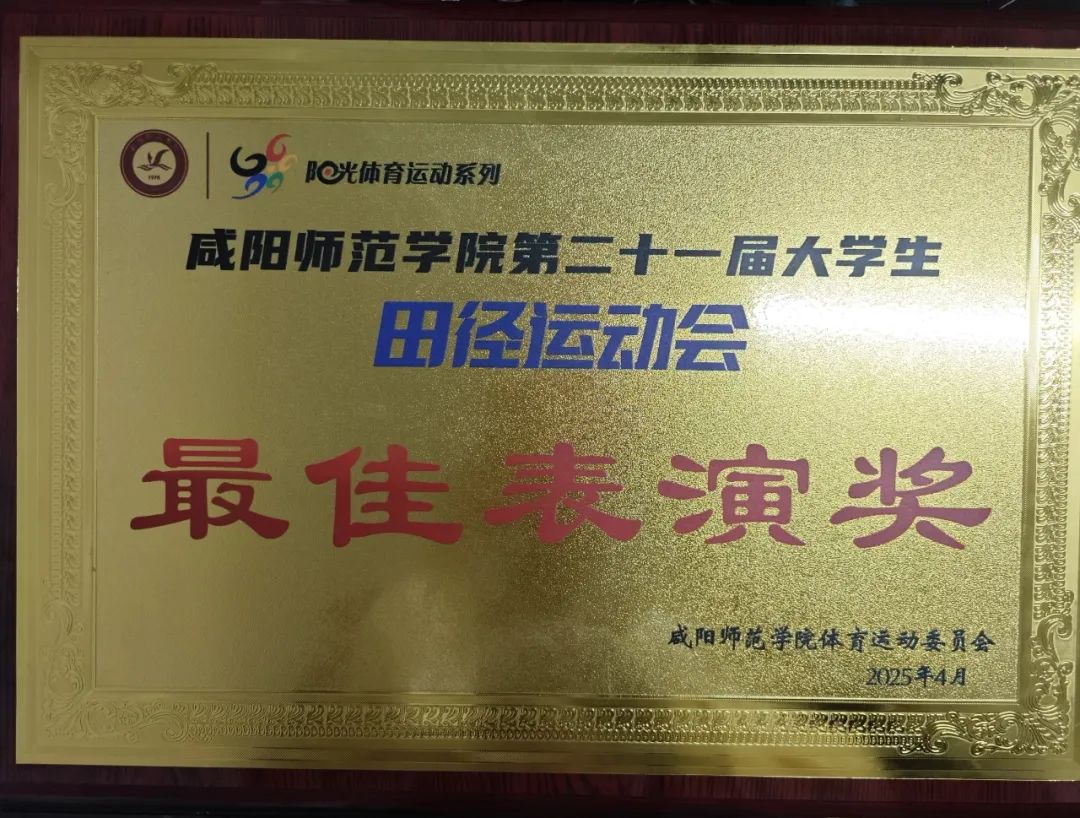 阳光体育运动系列
咸阳师范学院第二十一届大学生
田径运动会
最佳表演奖
咸阳师范学院体育运动委员会
2025年4月
1978